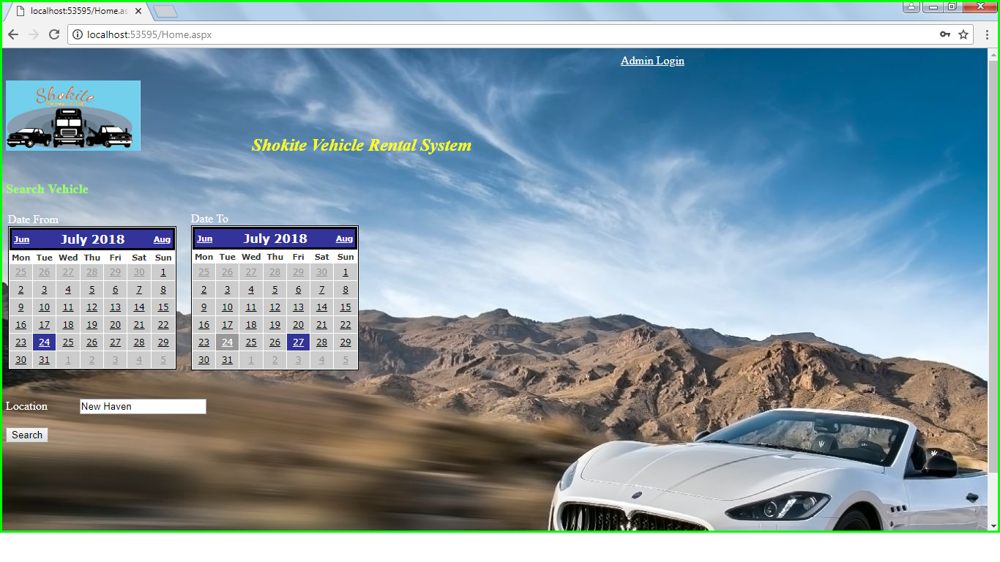 localhost:53595/Home.as
localhost:53595/Home.aspx
Admin Login
Shokite
Shokite Vehicle Rental System
Search Vehicle
Date From
Date To
Jun July 2018 Aug
Mon Tue Wed Thu Fri Sat Sun
25 26 27 28 29 30 1
2 3 4 5 6 7 8
9 10 11 12 13 14 15
16 17 18 19 20 21 22
23 24 25 26 27 28 29
30 31 1 2 3 4 5
Jun July 2018 Aug
Mon Tue Wed Thu Fri Sat Sun
25 26 27 28 29 30 1
2 3 4 5 6 7 8
9 10 11 12 13 14 15
16 17 18 19 20 21 22
23 24 25 26 27 28 29
30 31 1 2 3 4 5
Location New Haven
Search